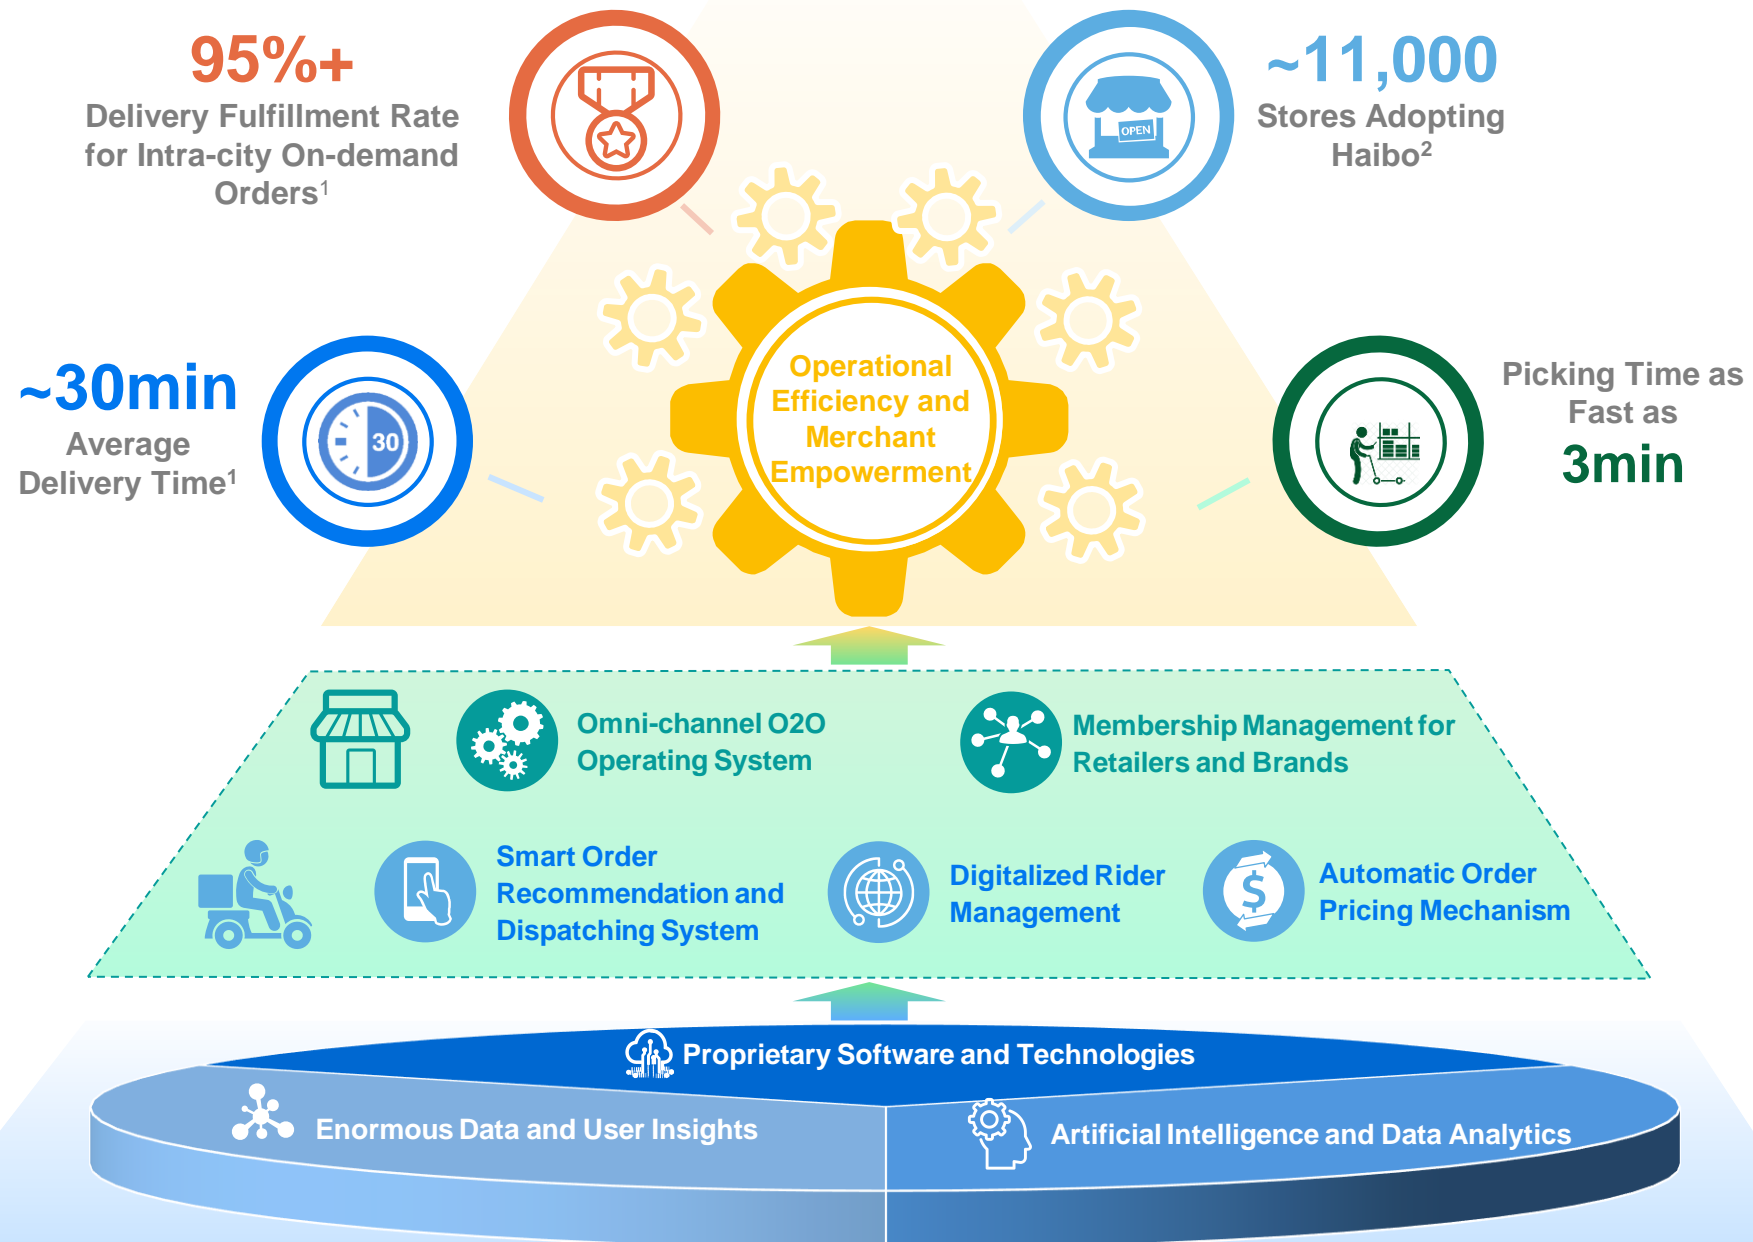 95%+
Delivery Fulfillment Rate
for Intra-city On-demand
Orders¹
~11,000
Stores Adopting
Haibo²
OPEN
~30min
Average
Delivery Time¹
30
Operational
Efficiency and
Merchant
Empowerment
Picking Time as
Fast as
3min
Omni-channel O2O
Operating System
Membership Management for
Retailers and Brands
Smart Order
Recommendation and
Dispatching System
Digitalized Rider
Management
$
Automatic Order
Pricing Mechanism
Proprietary Software and Technologies
Enormous Data and User Insights
Artificial Intelligence and Data Analytics